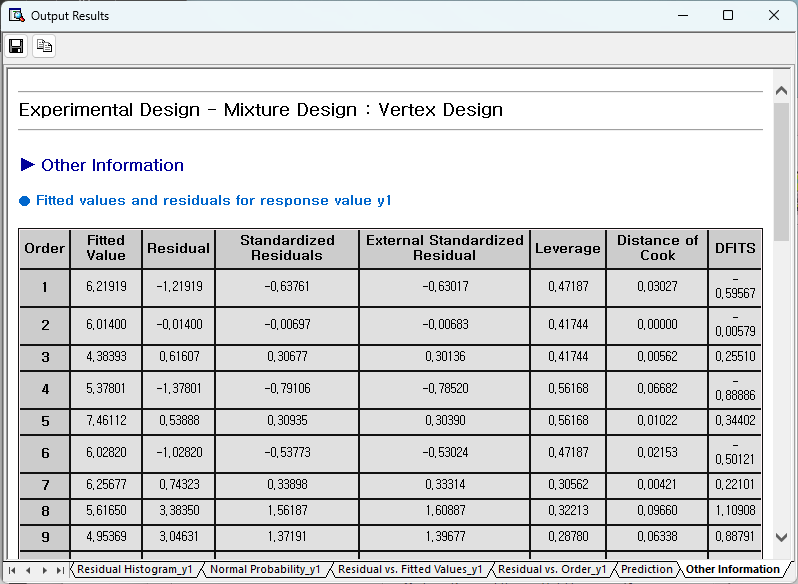 Output Results
Experimental Design - Mixture Design : Vertex Design
► Other Information
● Fitted values and residuals for response value y1
Order Fitted Value Residual Standardized Residuals External Standardized Residual Leverage Distance of Cook DFITS
1 6,21919 -1,21919 -0,63761 -0,63017 0,47187 0,03027 -0,59567
2 6,01400 -0,01400 -0,00697 -0,00683 0,41744 0,00000 -0,00579
3 4,38393 0,61607 0,30677 0,30136 0,41744 0,00562 0,25510
4 5,37801 -1,37801 -0,79106 -0,78520 0,56168 0,06682 -0,88886
5 7,46112 0,53888 0,30935 0,30390 0,56168 0,01022 0,34402
6 6,02820 -1,02820 -0,53773 -0,53024 0,47187 0,02153 -0,50121
7 6,25677 0,74323 0,33898 0,33314 0,30562 0,00421 0,22101
8 5,61650 3,38350 1,56187 1,60887 0,32213 0,09660 1,10908
9 4,95369 3,04631 1,37191 1,39677 0,28780 0,06338 0,88791
Residual Histogram_y1 Normal Probability_y1 Residual vs. Fitted Values_y1 Residual vs. Order_y1 Prediction Other Information